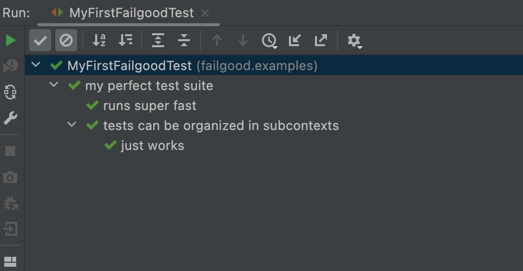 Run: MyFirstFailgoodTest
MyFirstFailgoodTest (failgood.examples)
my perfect test suite
runs super fast
tests can be organized in subcontexts
just works